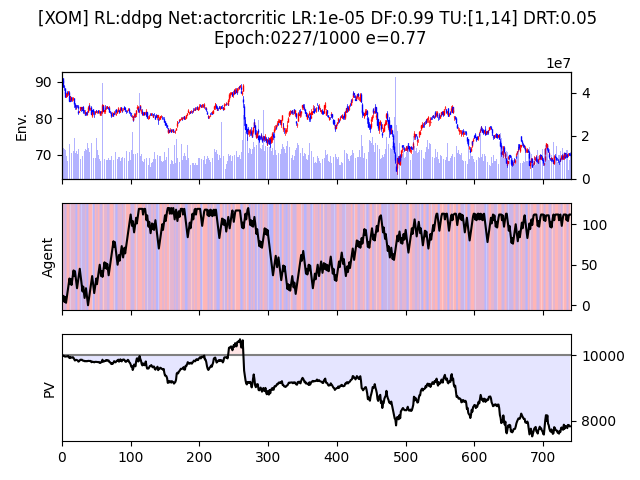 [XOM] RL:ddpg Net:actorcritic LR:1e-05 DF:0.99 TU:[1,14] DRT:0.05
Epoch:0227/1000 e=0.77
1e7
90
80
70
Env.
4
2
0
Agent
100
50
0
PV
10000
8000
0 100 200 300 400 500 600 700